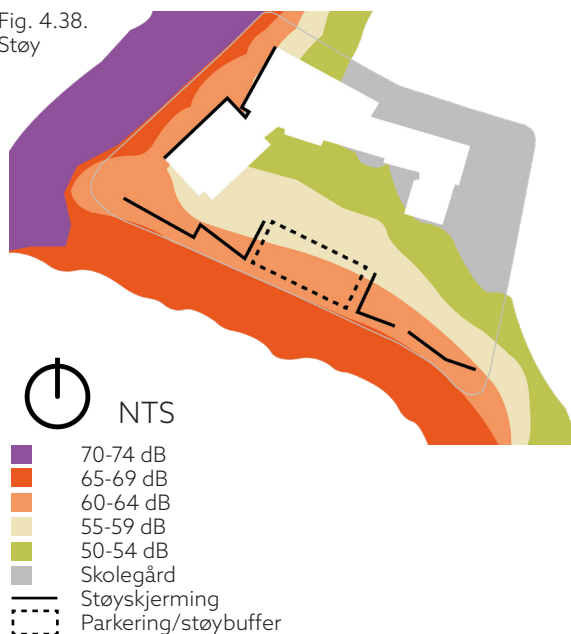 Fig. 4.38.
Støy
NTS
70-74 dB
65-69 dB
60-64 dB
55-59 dB
50-54 dB
Skolegård
Støyskjerming
Parkering/støybuffer